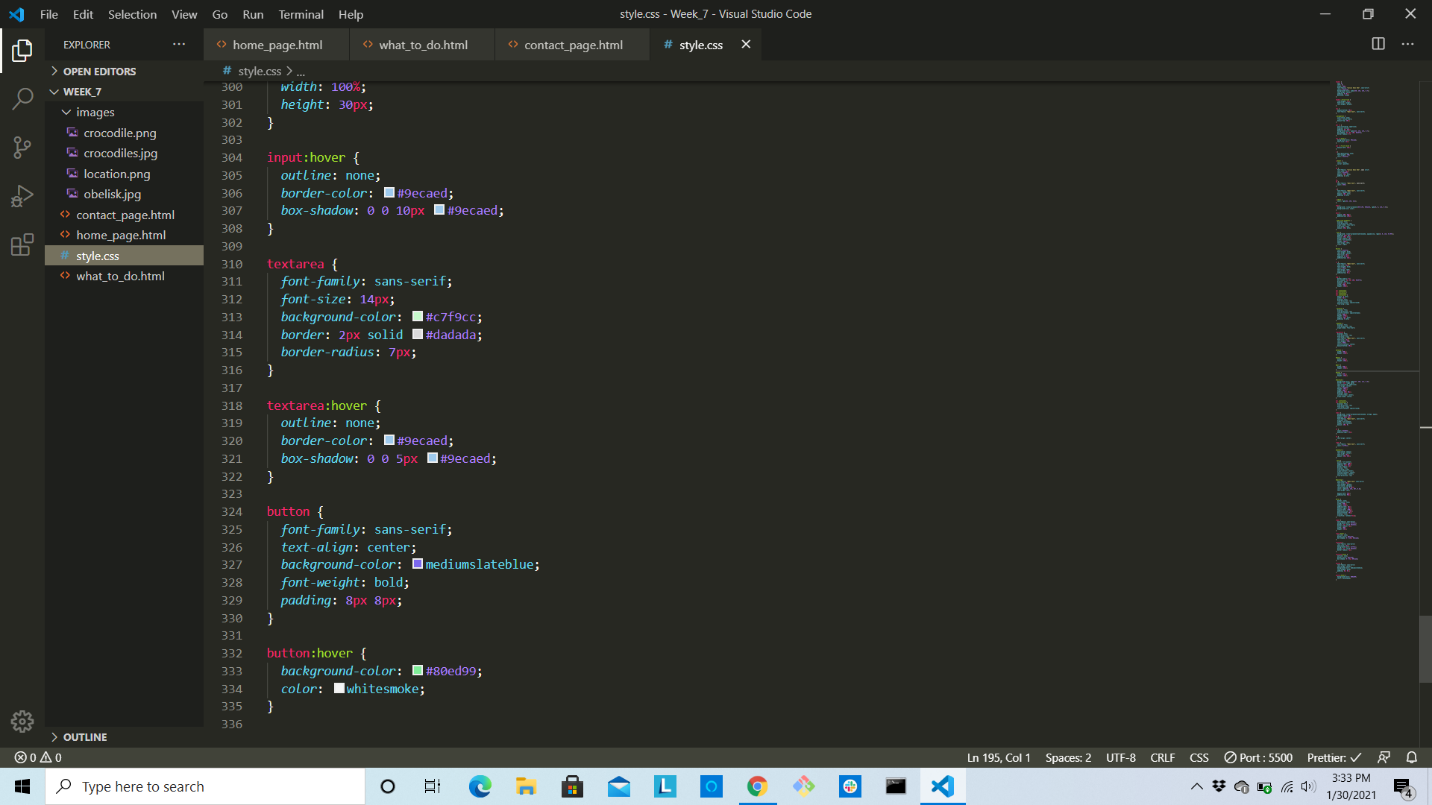 File Edit Selection View Go Run Terminal Help
style.css - Week_7 - Visual Studio Code
EXPLORER
OPEN EDITORS
WEEK_7
images
crocodile.png
crocodiles.jpg
location.png
obelisk.jpg
contact_page.html
home_page.html
style.css
what_to_do.html
OUTLINE
home_page.html what_to_do.html contact_page.html style.css
style.css > ...
300 width: 100%;
301 height: 30px;
302 }
303
304 input:hover {
305 outline: none;
306 border-color: #9ecaed;
307 box-shadow: 0 0 10px #9ecaed;
308 }
309
310 textarea {
311 font-family: sans-serif;
312 font-size: 14px;
313 background-color: #c7f9cc;
314 border: 2px solid #dadada;
315 border-radius: 7px;
316 }
317
318 textarea:hover {
319 outline: none;
320 border-color: #9ecaed;
321 box-shadow: 0 0 5px #9ecaed;
322 }
323
324 button {
325 font-family: sans-serif;
326 text-align: center;
327 background-color: mediumslateblue;
328 font-weight: bold;
329 padding: 8px 8px;
330 }
331
332 button:hover {
333 background-color: #80ed99;
334 color: whitesmoke;
335 }
336
0 0 Ln 195, Col 1 Spaces: 2 UTF-8 CRLF CSS Port : 5500 Prettier: ✓
Type here to search
3:33 PM
1/30/2021
4